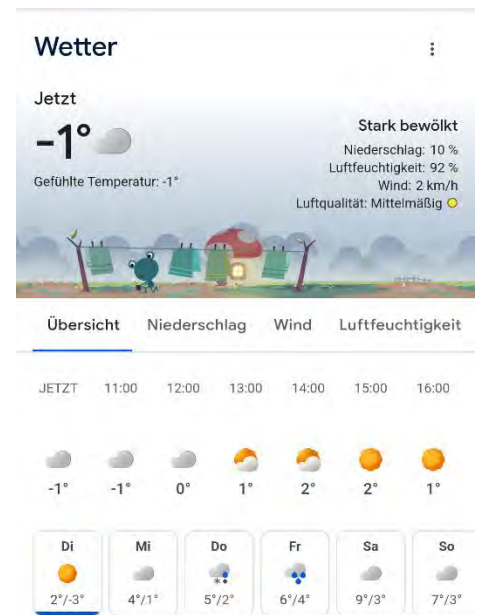 Wetter
Jetzt
-1°
Gefühlte Temperatur: -1°
Stark bewölkt
Niederschlag: 10 %
Luftfeuchtigkeit: 92 %
Wind: 2 km/h
Luftqualität: Mittelmäßig
Übersicht Niederschlag Wind Luftfeuchtigkeit
JETZT 11:00 12:00 13:00 14:00 15:00 16:00
-1° -1° 0° 1° 2° 2° 1°
Di Mi Do Fr Sa So
2°/-3° 4°/1° 5°/2° 6°/4° 9°/3° 7°/3°